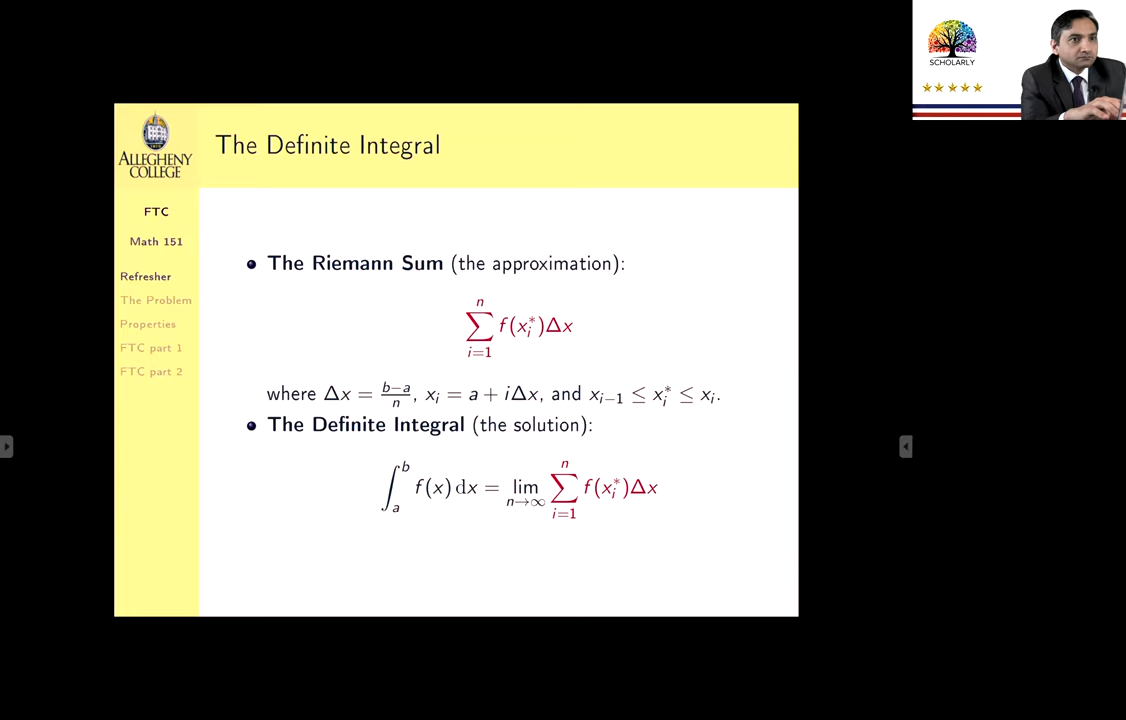 SCHOLARLY
ALLEGHENY
COLLEGE
The Definite Integral
FTC
Math 151
Refresher
The Problem
Properties
FTC part 1
FTC part 2
• The Riemann Sum (the approximation):
∑_{i=1}^{n} f(x_i^*)Δx
where Δx = \frac{b−a}{n}, x_i = a + iΔx, and x_{i−1} ≤ x_i^* ≤ x_i.
• The Definite Integral (the solution):
∫_a^b f(x) dx = lim_{n→∞} ∑_{i=1}^{n} f(x_i^*)Δx